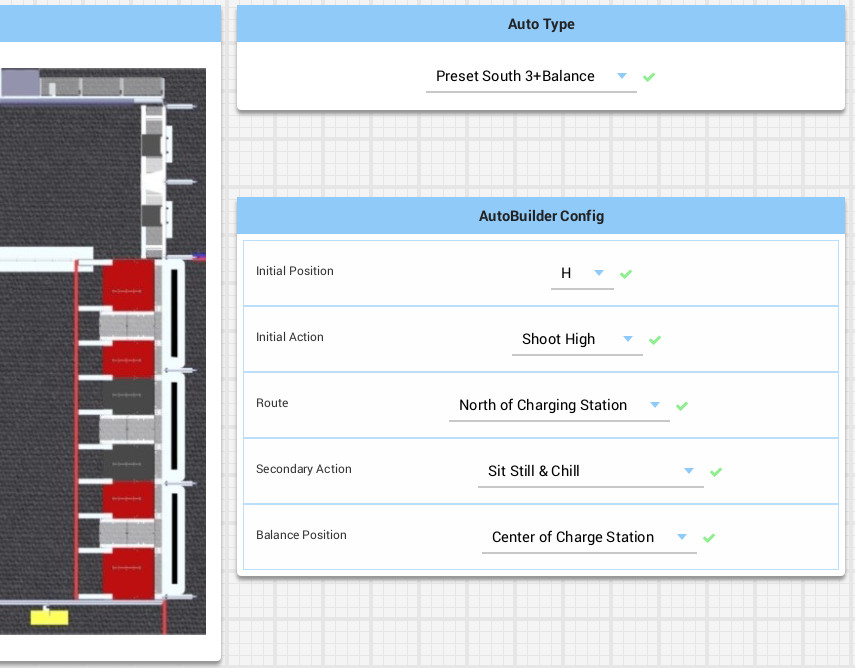 Auto Type
Preset South 3+Balance
AutoBuilder Config
Initial Position
H
Initial Action
Shoot High
Route
North of Charging Station
Secondary Action
Sit Still & Chill
Balance Position
Center of Charge Station